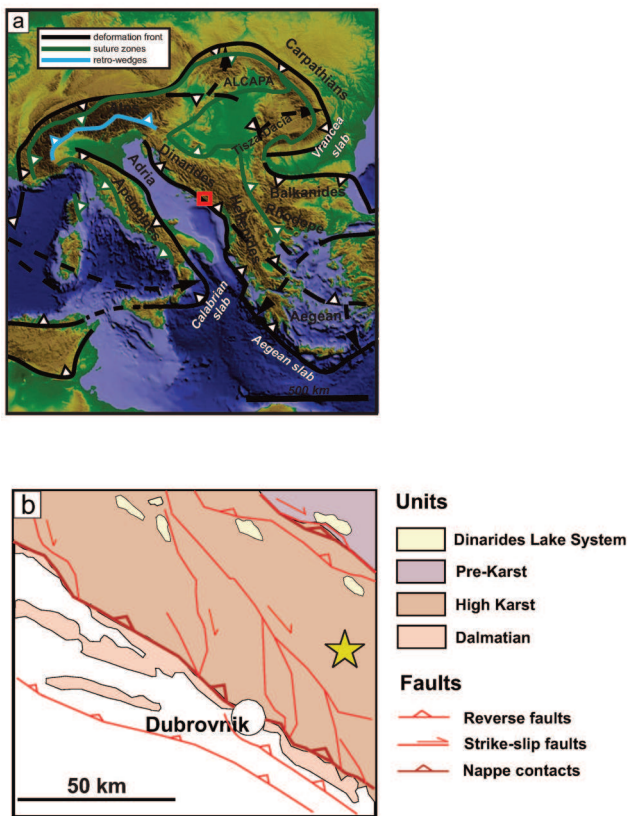 a
deformation front
suture zones
retro-wedges
Carpathians
ALCAPA
Tisza-Dacia
Vrancea
slab
Dinarides
Adria
Apennines
Balkanides
Rhodope
Hellenides
Calabrian
slab
Aegean
Aegean slab
500 km
b
Dubrovnik
50 km
Units
Dinarides Lake System
Pre-Karst
High Karst
Dalmatian
Faults
Reverse faults
Strike-slip faults
Nappe contacts